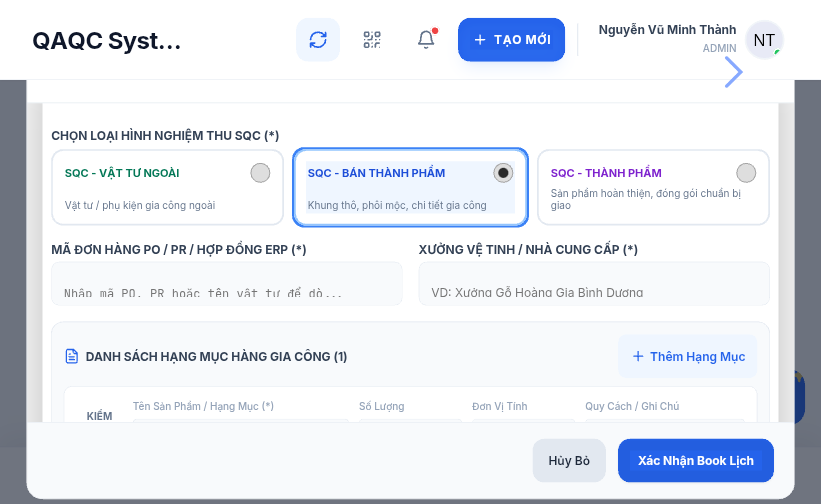 QAQC Syst...
TẠO MỚI
Nguyễn Vũ Minh Thành
ADMIN
NT
CHỌN LOẠI HÌNH NGHIỆM THU SQC (*)
SQC - VẬT TƯ NGOÀI
Vật tư / phụ kiện gia công ngoài
SQC - BÁN THÀNH PHẨM
Khung thô, phôi mộc, chi tiết gia công
SQC - THÀNH PHẨM
Sản phẩm hoàn thiện, đóng gói chuẩn bị
giao
MÃ ĐƠN HÀNG PO / PR / HỢP ĐỒNG ERP (*)
XƯỞNG VỆ TINH / NHÀ CUNG CẤP (*)
Nhập mã PO, PR hoặc tên vật tư để dò...
VD: Xưởng Gỗ Hoàng Gia Bình Dương
DANH SÁCH HẠNG MỤC HÀNG GIA CÔNG (1)
Thêm Hạng Mục
KIỂM
Tên Sản Phẩm / Hạng Mục (*)
Số Lượng
Đơn Vị Tính
Quy Cách / Ghi Chú
Hủy Bỏ
Xác Nhận Book Lịch